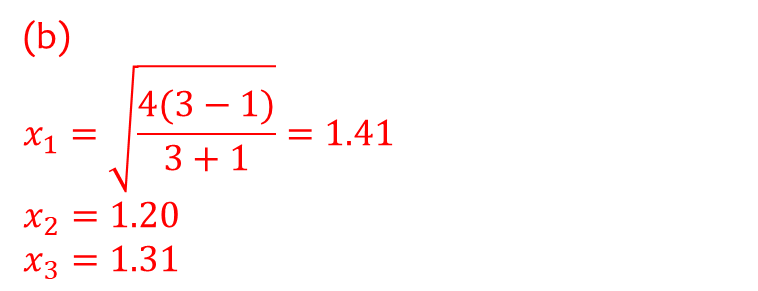 (b)
x₁ = √(4(3 − 1)/(3 + 1)) = 1.41
x₂ = 1.20
x₃ = 1.31